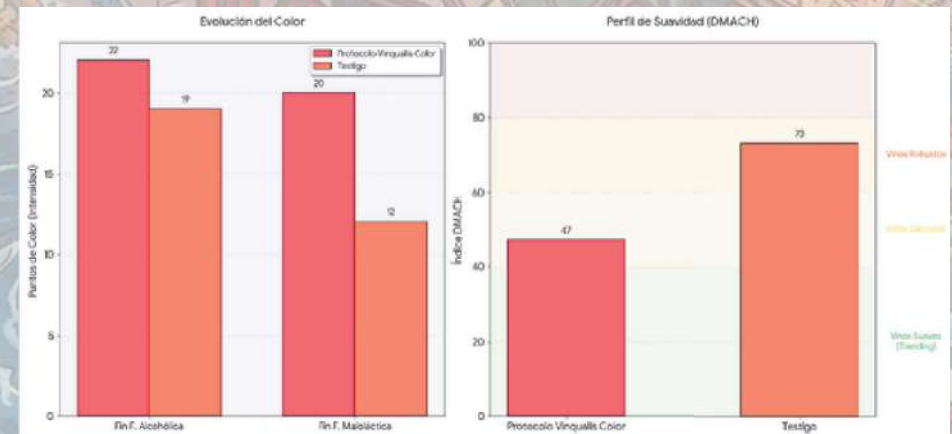 Evolución del Color
22
19
20
12
Protocolo Vinqualis Color
Testigo
Puntos de Color (Intensidad)
20
15
10
5
0
Fin F. Alcohólica
Fin F. Maloláctica
Perfil de Suavidad (DMACH)
100
80
60
40
20
0
Índice DMACH
47
73
Protocolo Vinqualis Color
Testigo
Vinos Robustos
Vinos
Vinos Suaves
(Trending)